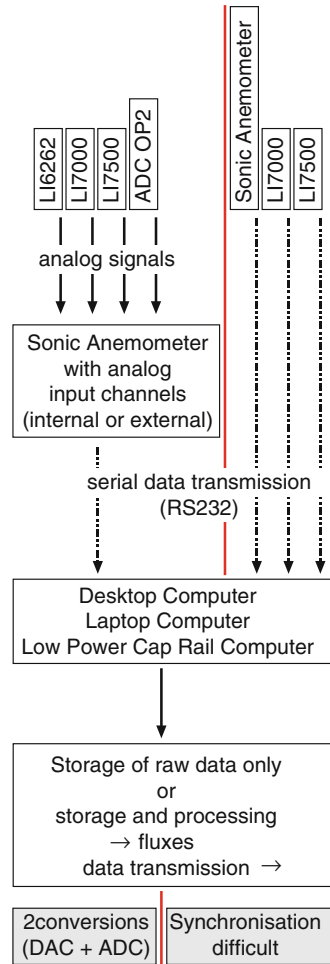 LI6262
LI7000
LI7500
ADC OP2
Sonic Anemometer
LI7000
LI7500
analog signals
Sonic Anemometer
with analog
input channels
(internal or external)
serial data transmission
(RS232)
Desktop Computer
Laptop Computer
Low Power Cap Rail Computer
Storage of raw data only
or
storage and processing
→ fluxes
data transmission →
2conversions
(DAC + ADC)
Synchronisation
difficult